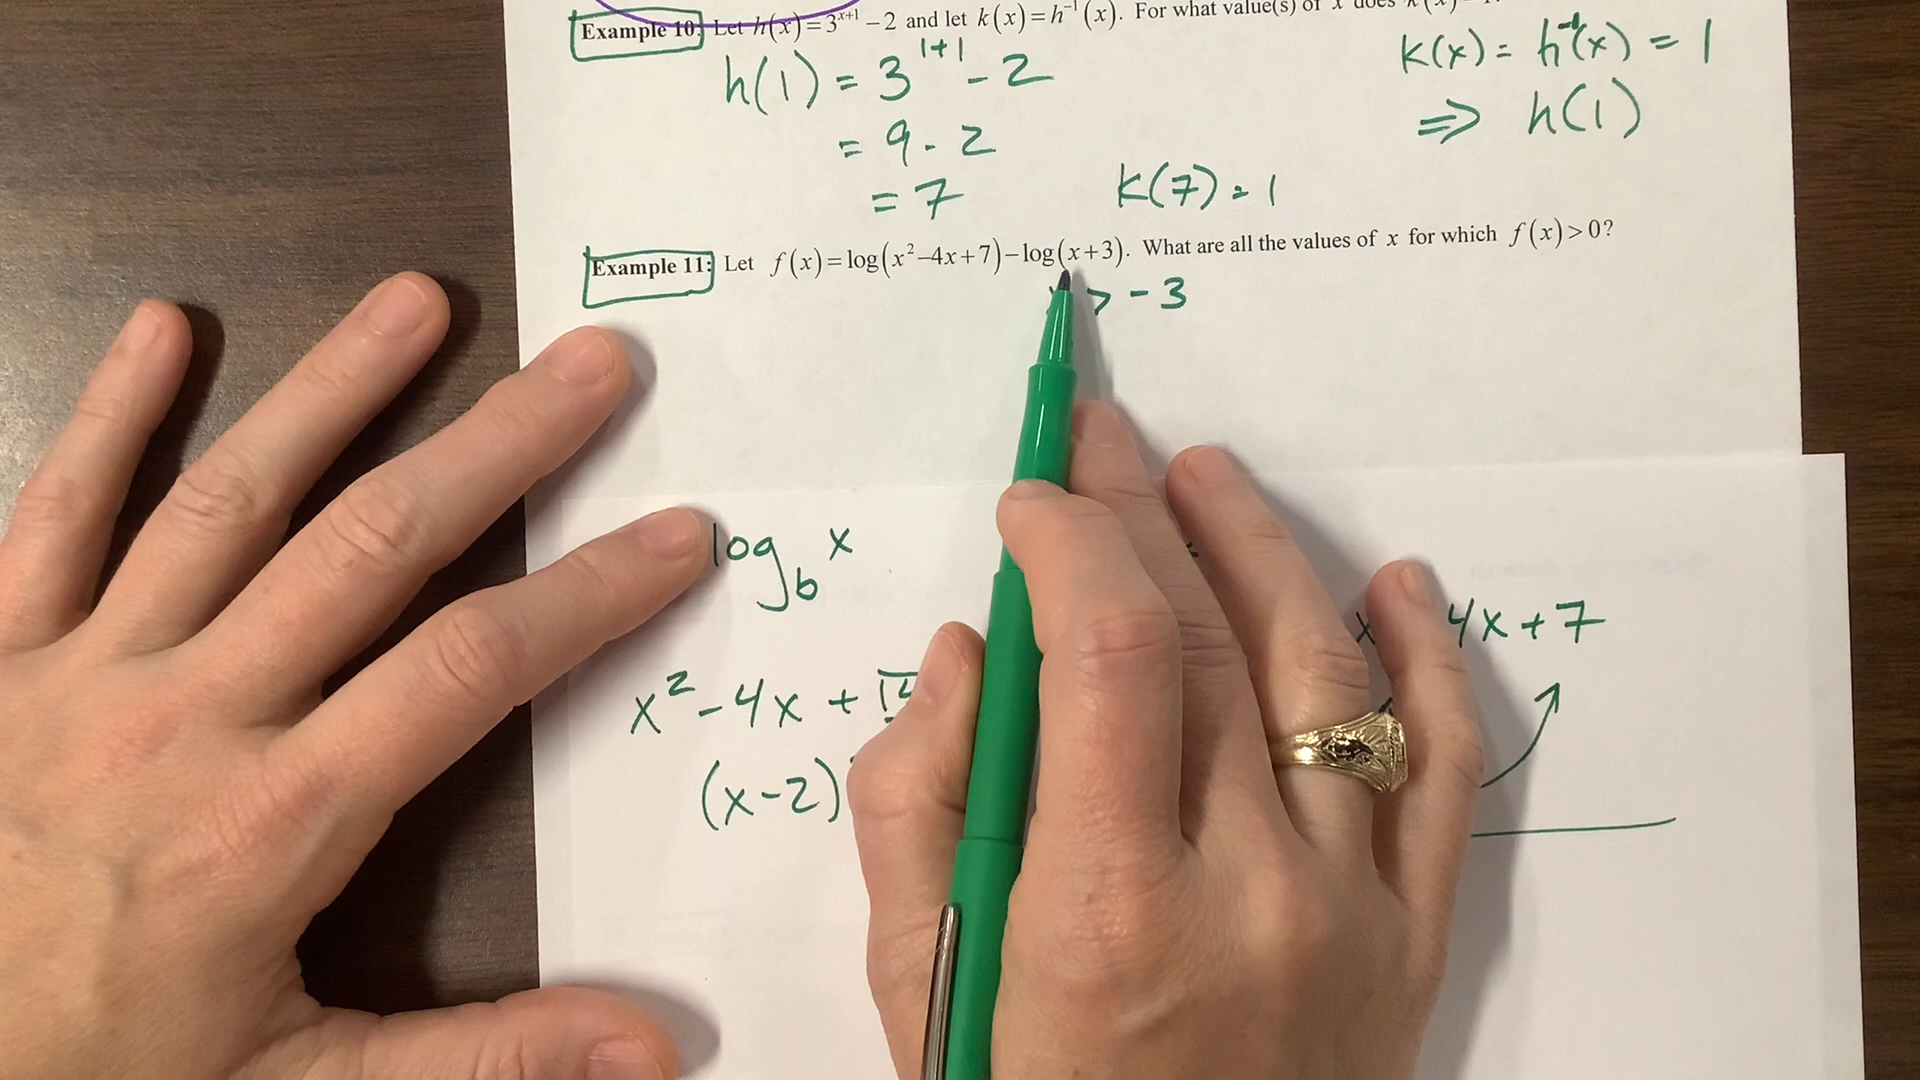 Example 10: Let h(x)=3^{x+1}−2 and let k(x)=h^{-1}(x). For what value(s) of x does
h(1) = 3^{1+1} - 2
= 9 - 2
= 7
k(x) = h^{-1}(x) = 1
⇒ h(1)
k(7) = 1
Example 11: Let f(x)=log(x²−4x+7)−log(x+3). What are all the values of x for which f(x)>0?
> -3
log_b x
x² - 4x +
(x-2)
x 4x + 7